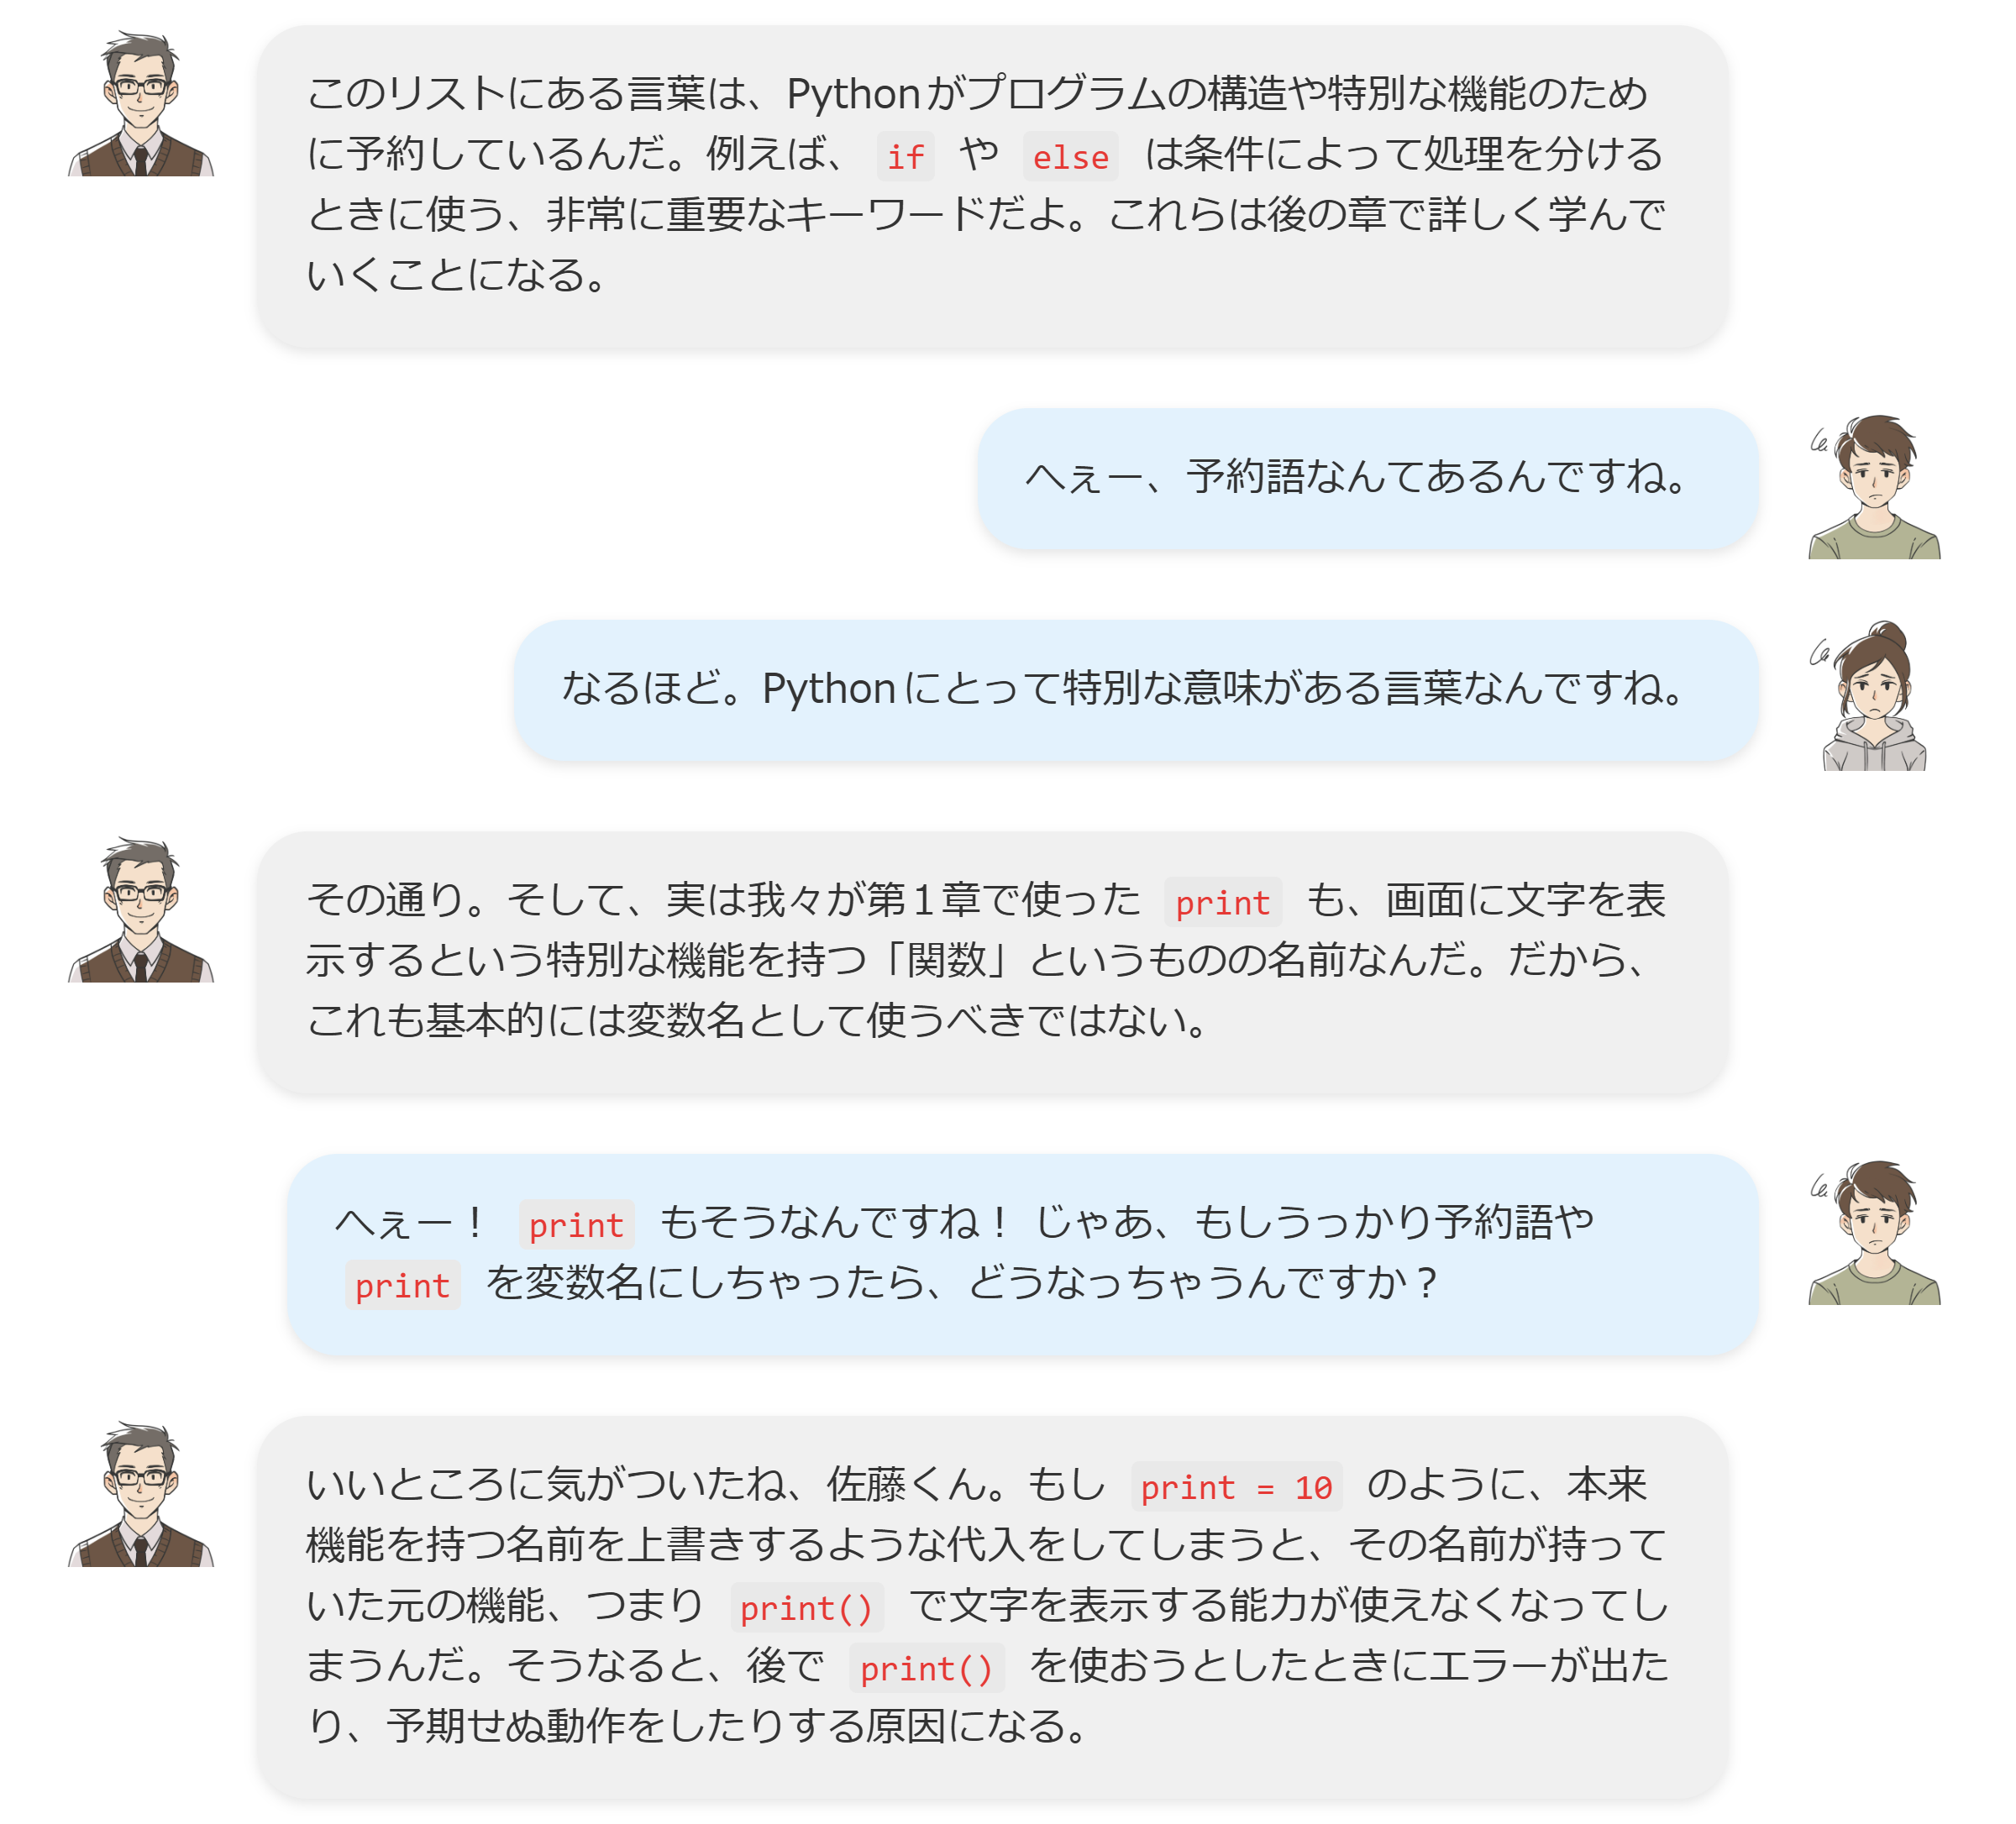 このリストにある言葉は、Pythonがプログラムの構造や特別な機能のため
に予約しているんだ。例えば、 if や else は条件によって処理を分ける
ときに使う、非常に重要なキーワードだよ。これらは後の章で詳しく学んで
いくことになる。
へぇー、予約語なんてあるんですね。
なるほど。Pythonにとって特別な意味がある言葉なんですね。
その通り。そして、実は我々が第1章で使った print も、画面に文字を表
示するという特別な機能を持つ「関数」というものの名前なんだ。だから、
これも基本的には変数名として使うべきではない。
へぇー！ print もそうなんですね！ じゃあ、もしうっかり予約語や
print を変数名にしちゃったら、どうなっちゃうんですか？
いいところに気がついたね、佐藤くん。もし print = 10 のように、本来
機能を持つ名前を上書きするような代入をしてしまうと、その名前が持って
いた元の機能、つまり print() で文字を表示する能力が使えなくなってし
まうんだ。そうなると、後で print() を使おうとしたときにエラーが出た
り、予期せぬ動作をしたりする原因になる。